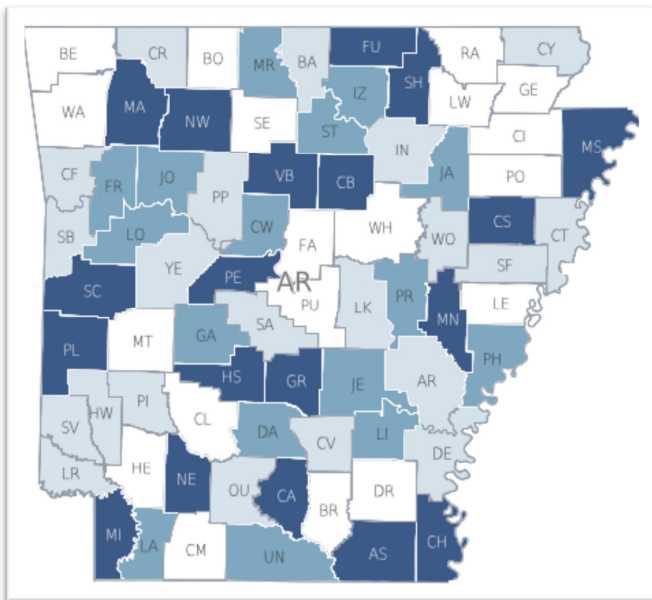 BE CR BO MR BA FU RA CY
WA MA NW SE ST IZ SH LW GE
CI MS
CF FR JO PP VB CB IN JA PO
SB LO CW FA WH WO CS CT
SC YE PE AR PU LK PR MN SF LE
PL MT GA SA PH
HS GR JE AR
SV HW PI CL DA CV LI DE
LR HE NE OU CA BR DR
MI LA CM UN AS CH